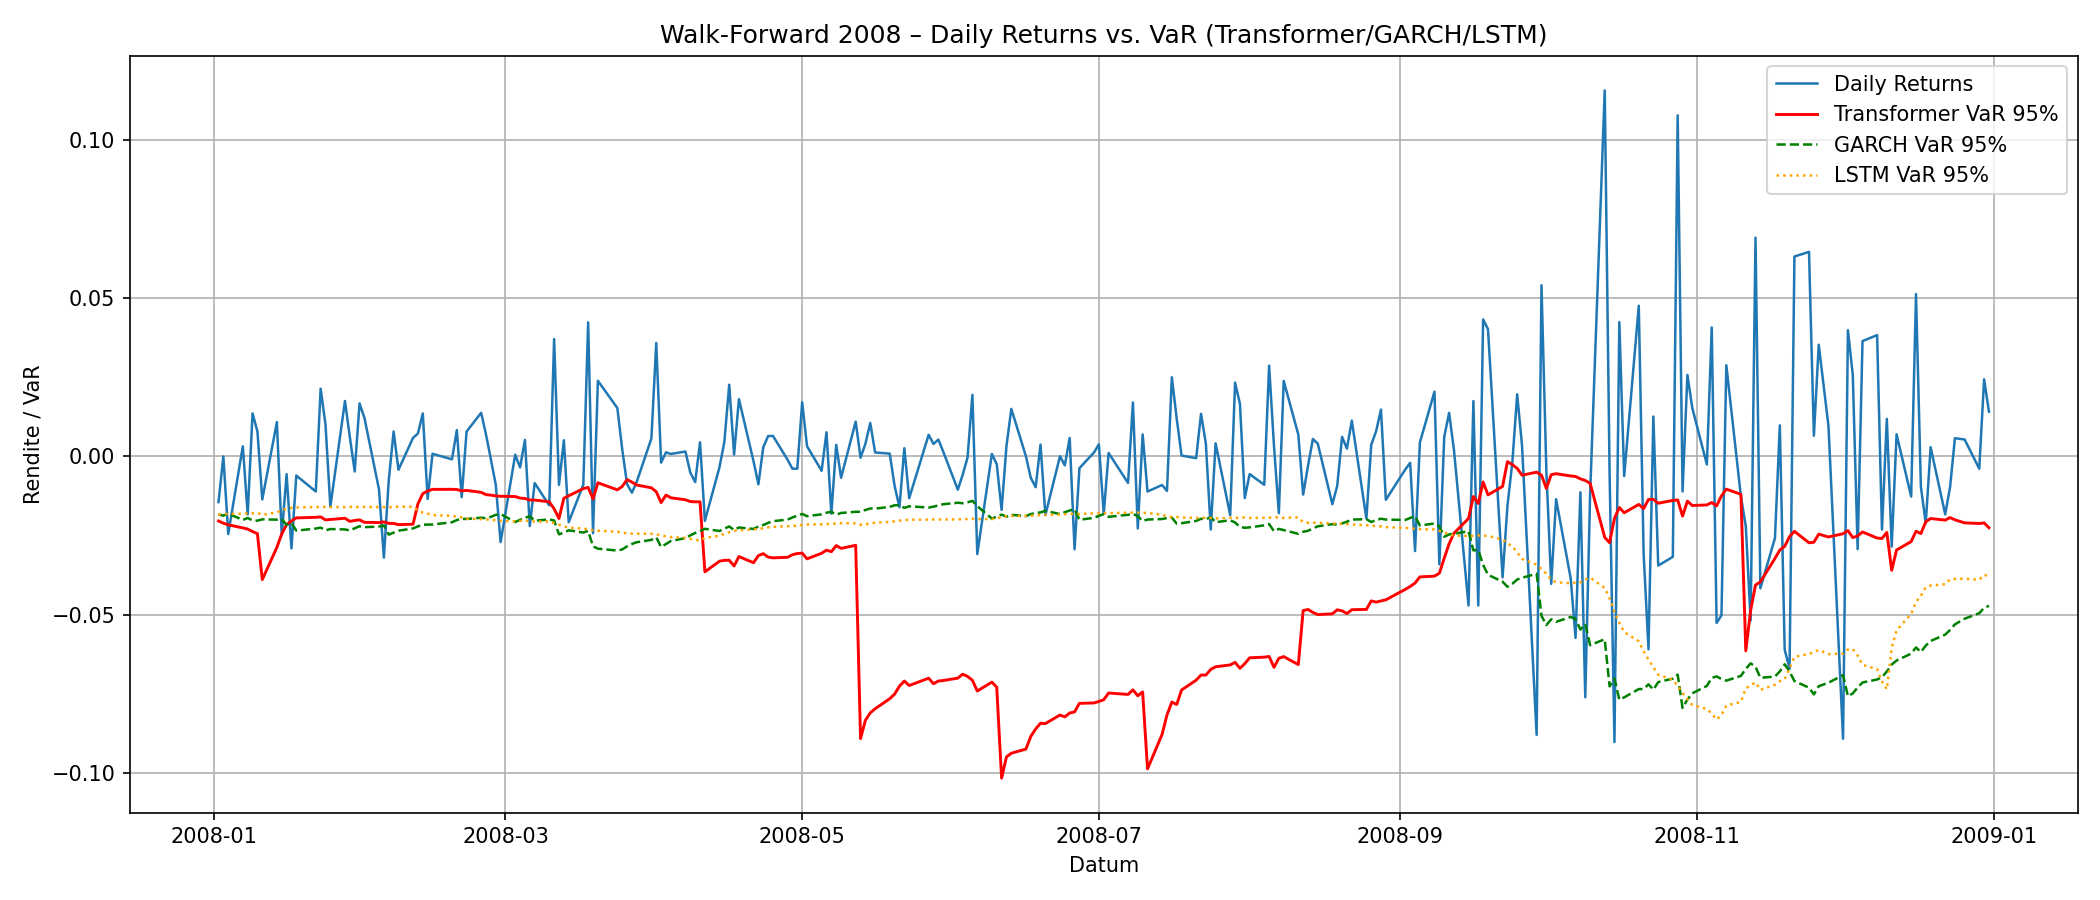 Walk-Forward 2008 – Daily Returns vs. VaR (Transformer/GARCH/LSTM)
Daily Returns
Transformer VaR 95%
GARCH VaR 95%
LSTM VaR 95%
Rendite / VaR
0.10
0.05
0.00
−0.05
−0.10
2008-01
2008-03
2008-05
2008-07
2008-09
2008-11
2009-01
Datum